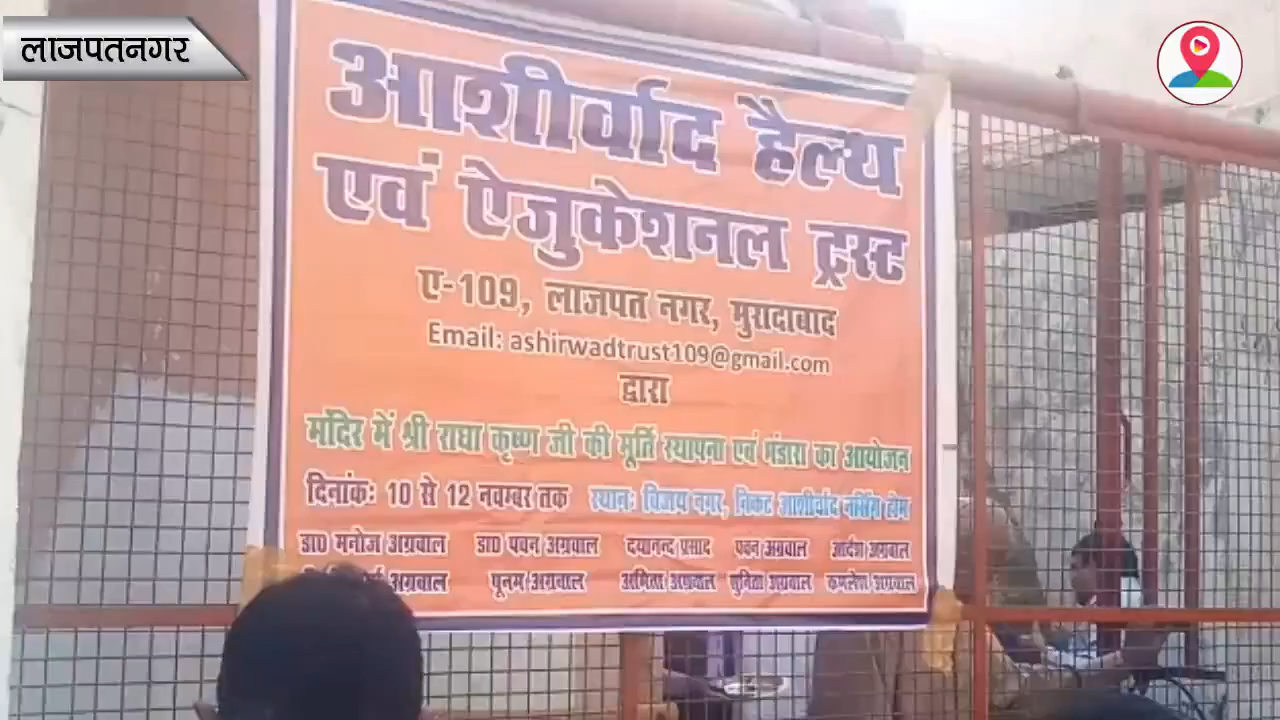 लाजपतनगर
आशीर्वाद हैल्थ
एवं ऐजुकेशनल ट्रस्ट
ए-109, लाजपत नगर, मुरादाबाद
Email: ashirwadtrust109@gmail.com
द्वारा
मंदिर में श्री राधा कृष्ण जी की मूर्ति स्थापना एवं भंडारा का आयोजन
दिनांक: 10 से 12 नवम्बर तक स्थान: विजय नगर, निकट आशीर्वाद नर्सिंग होम
डा0 मनोज अग्रवाल डा0 पवन अग्रवाल दयानन्द प्रसाद पवन अग्रवाल आदेश अग्रवाल
अग्रवाल पूनम अग्रवाल अमिता अग्रवाल सुनिता अग्रवाल कमलेश अग्रवाल